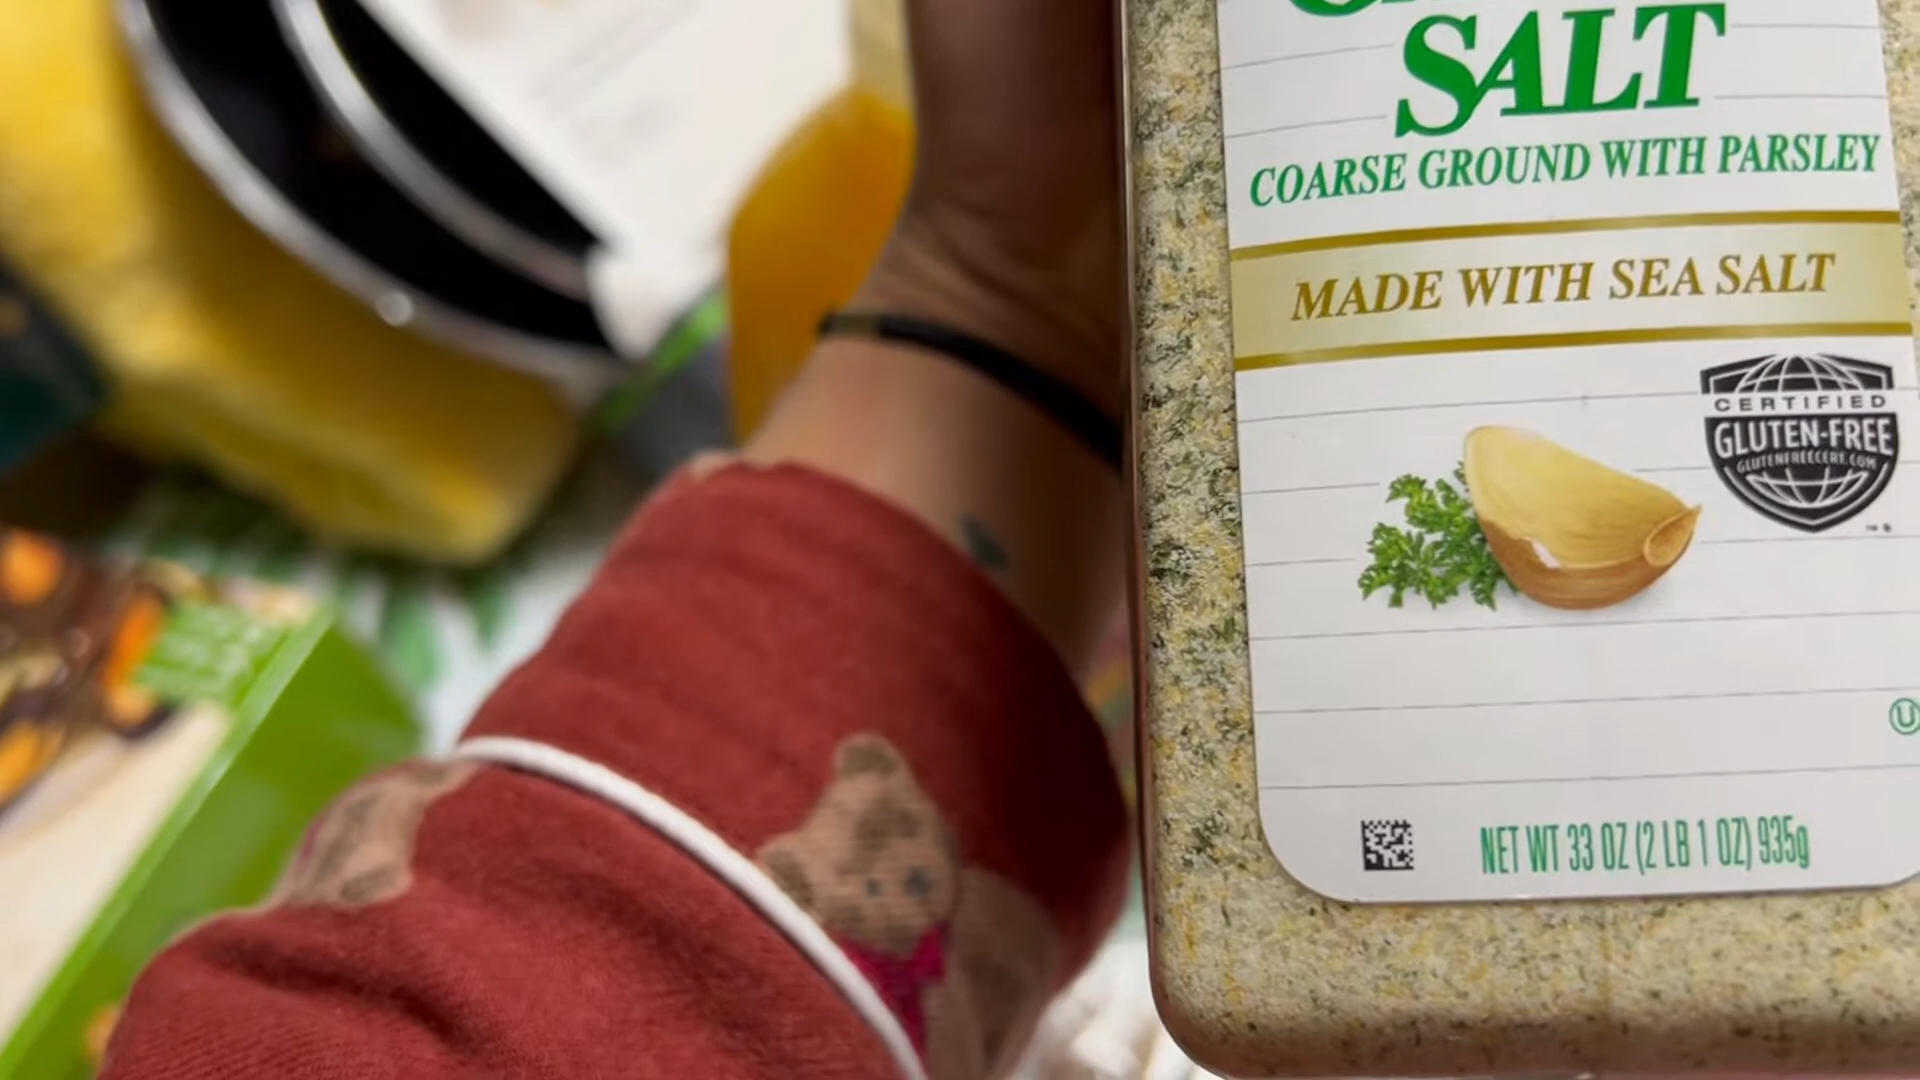 SALT
COARSE GROUND WITH PARSLEY
MADE WITH SEA SALT
CERTIFIED
GLUTEN-FREE
GLUTENFREECERT.COM
TM ®
U
NET WT 33 OZ (2 LB 1 OZ) 935g